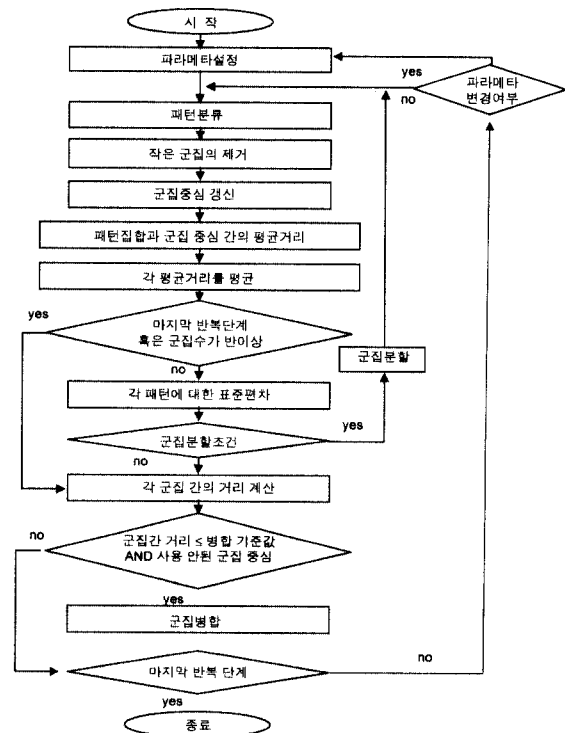 시 작
파라메타설정
yes
no
파라메타
변경여부
패턴분류
작은 군집의 제거
군집중심 갱신
패턴집합과 군집 중심 간의 평균거리
각 평균거리를 평균
yes
마지막 반복단계
혹은 군집수가 반이상
no
군집분할
각 패턴에 대한 표준편차
yes
군집분할조건
no
각 군집 간의 거리 계산
no
군집간 거리 ≤ 병합 기준값
AND 사용 안된 군집 중심
yes
군집병합
no
마지막 반복 단계
yes
종료